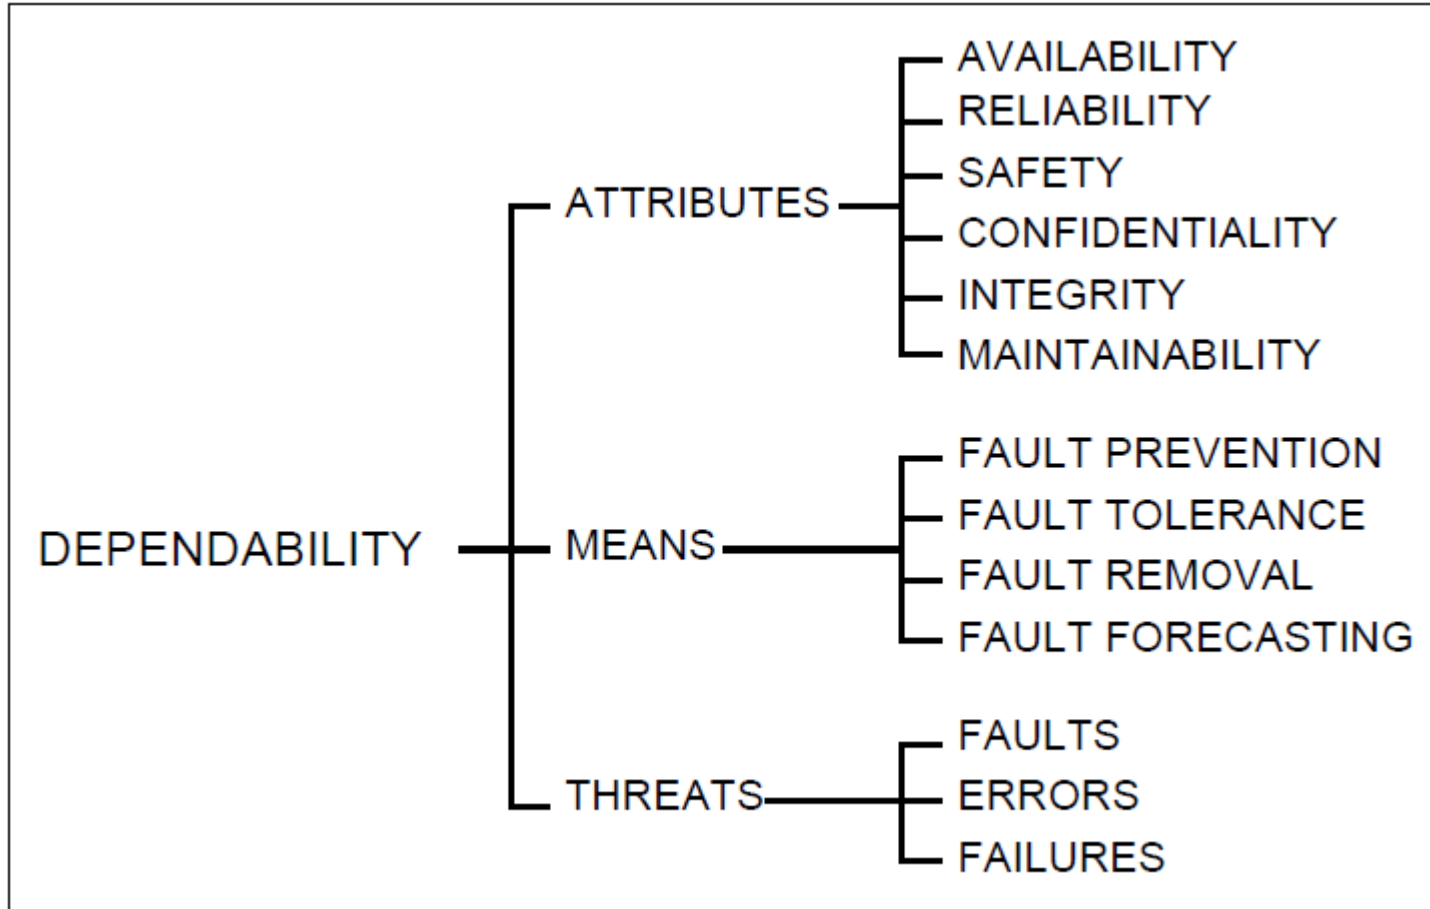 DEPENDABILITY
ATTRIBUTES
AVAILABILITY
RELIABILITY
SAFETY
CONFIDENTIALITY
INTEGRITY
MAINTAINABILITY
MEANS
FAULT PREVENTION
FAULT TOLERANCE
FAULT REMOVAL
FAULT FORECASTING
THREATS
FAULTS
ERRORS
FAILURES